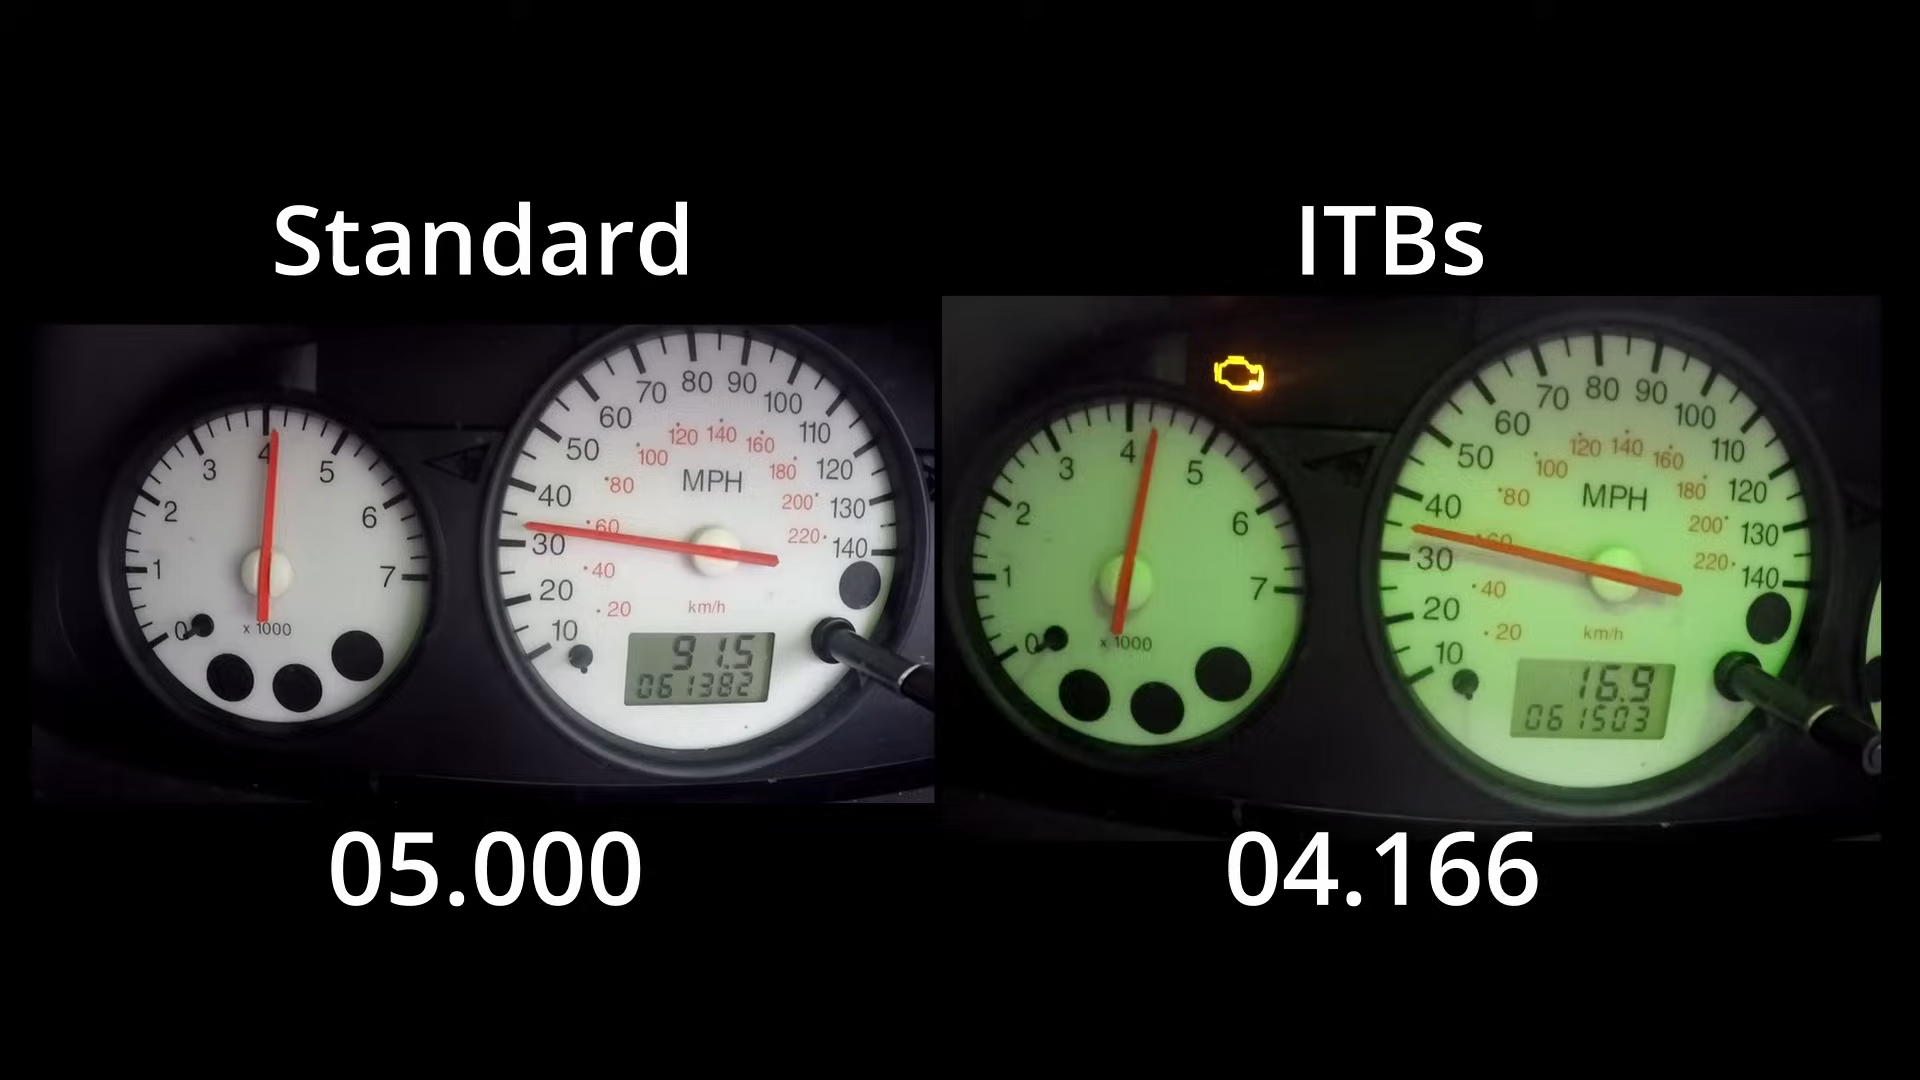 Standard
ITBs
0 1 2 3 4 5 6 7
x 1000
10 20 30 40 50 60 70 80 90 100 110 120 130 140
20 40 60 80 100 120 140 160 180 200 220
MPH
km/h
91.5
061382
0 1 2 3 4 5 6 7
x 1000
10 20 30 40 50 60 70 80 90 100 110 120 130 140
20 40 60 80 100 120 140 160 180 200 220
MPH
km/h
16.9
061503
05.000
04.166